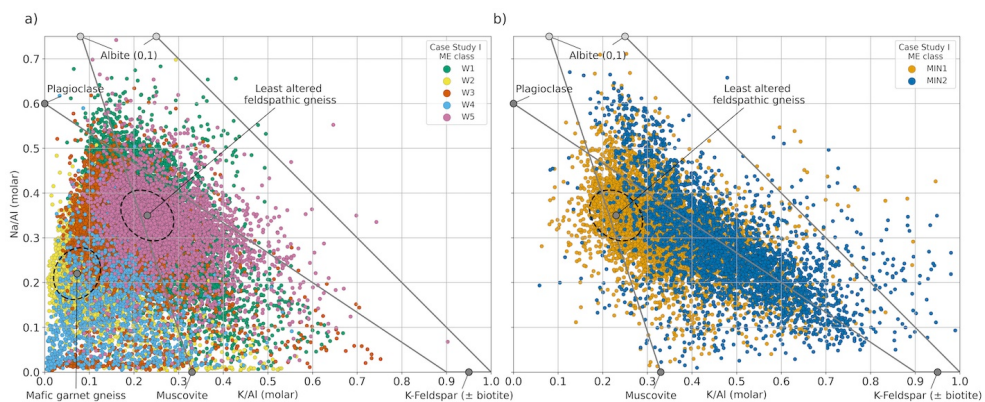 a)
b)
Albite (0,1)
Plagioclase
Least altered
feldspathic gneiss
Case Study I
ME class
W1
W2
W3
W4
W5
Na/Al (molar)
0.7
0.6
0.5
0.4
0.3
0.2
0.1
0.0
0.0 0.1 0.2 0.3 0.4 0.5 0.6 0.7 0.8 0.9 1.0
Mafic garnet gneiss Muscovite K/Al (molar) K-Feldspar (± biotite)
Albite (0,1)
Plagioclase
Least altered
feldspathic gneiss
Case Study I
ME class
MIN1
MIN2
0.0 0.1 0.2 0.3 0.4 0.5 0.6 0.7 0.8 0.9 1.0
Muscovite K/Al (molar) K-Feldspar (± biotite)